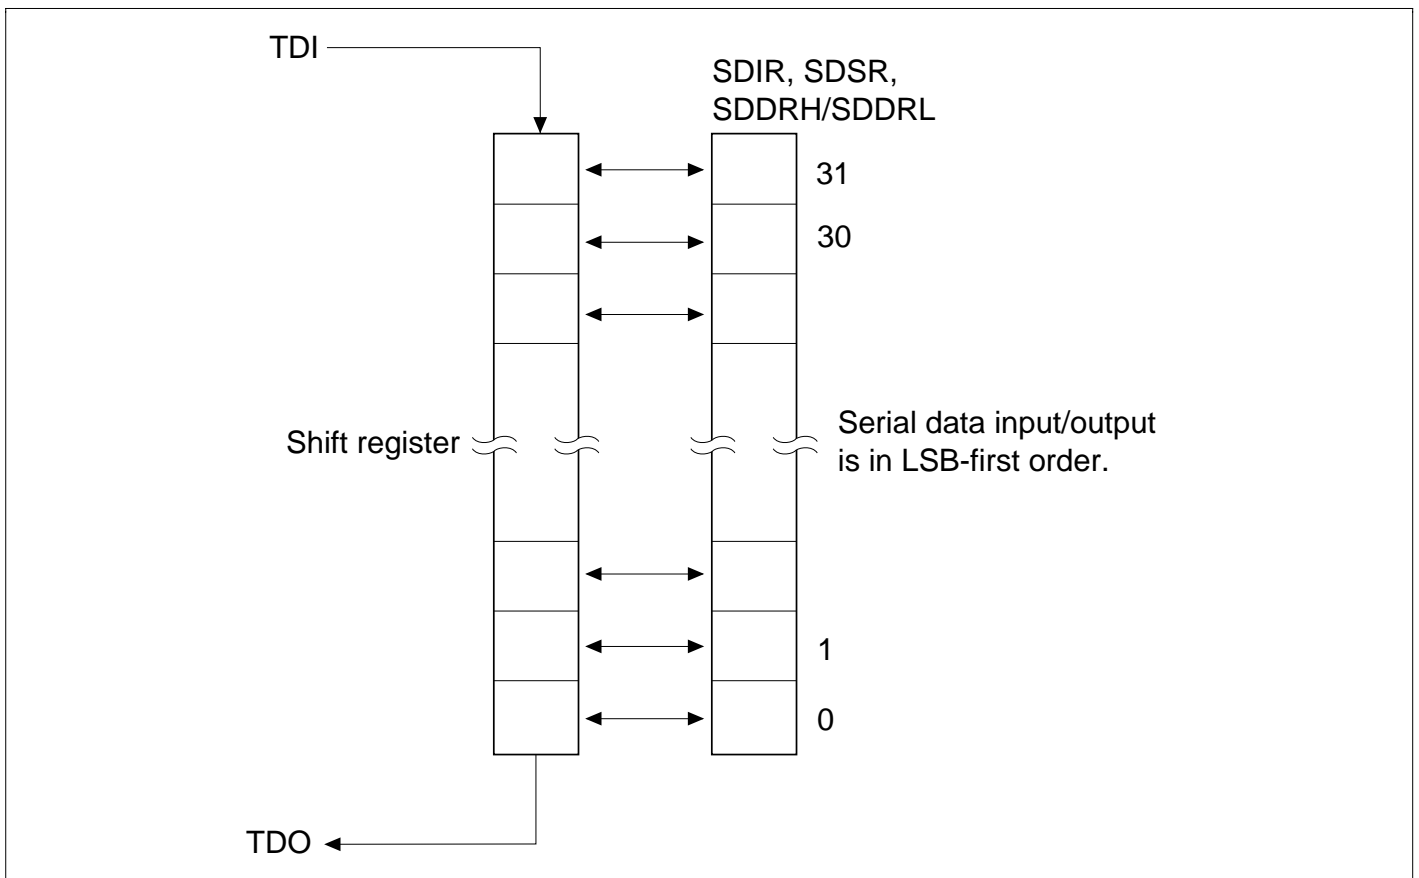 TDI
SDIR, SDSR,
SDDRH/SDDRL
31
30
Shift register
Serial data input/output
is in LSB-first order.
1
0
TDO